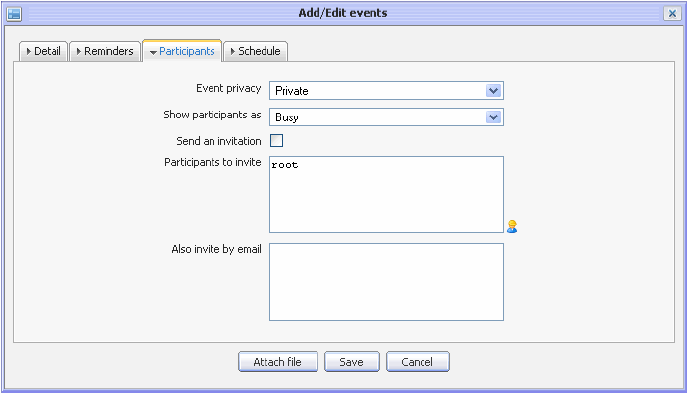 Add/Edit events
Detail Reminders Participants Schedule
Event privacy Private
Show participants as Busy
Send an invitation
Participants to invite root
Also invite by email
Attach file Save Cancel